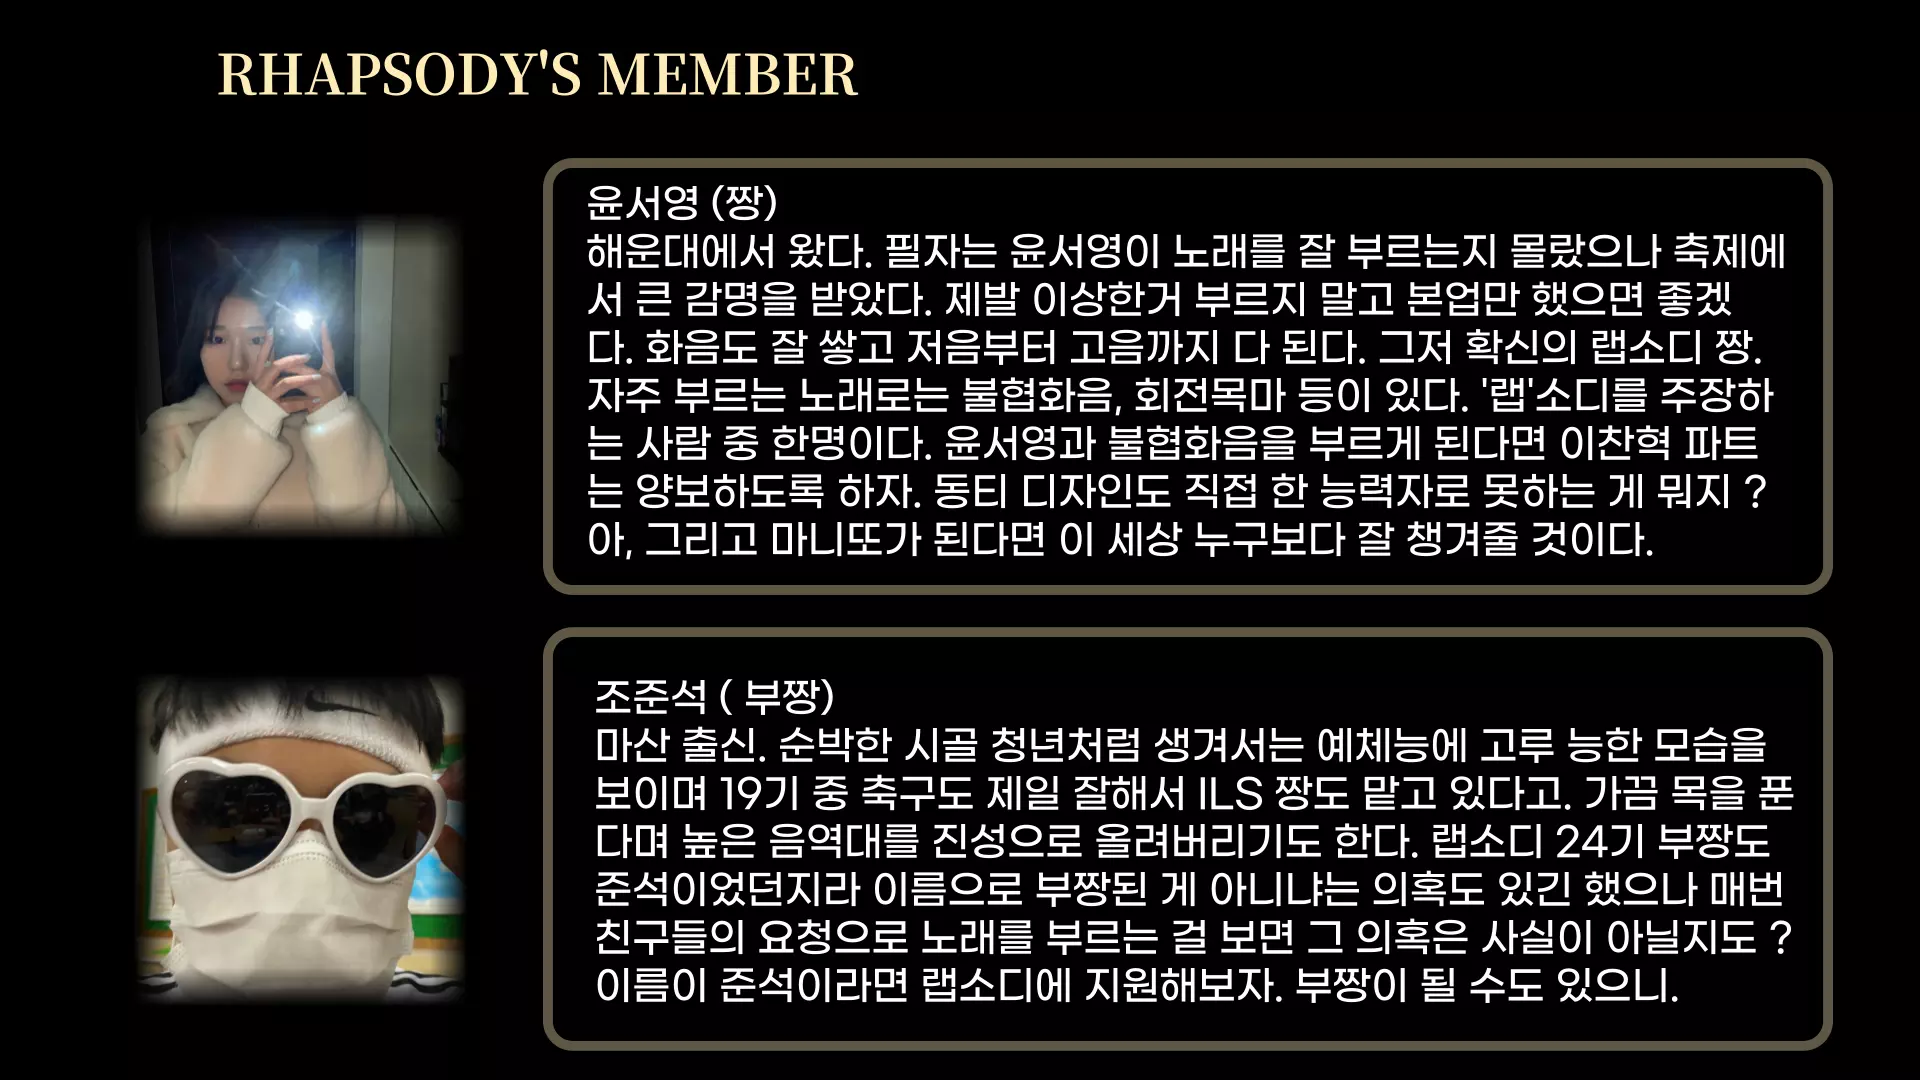 RHAPSODY'S MEMBER
윤서영 (짱)
해운대에서 왔다. 필자는 윤서영이 노래를 잘 부르는지 몰랐으나 축제에
서 큰 감명을 받았다. 제발 이상한거 부르지 말고 본업만 했으면 좋겠
다. 화음도 잘 쌓고 저음부터 고음까지 다 된다. 그저 확신의 랩소디 짱.
자주 부르는 노래로는 불협화음, 회전목마 등이 있다. '랩'소디를 주장하
는 사람 중 한명이다. 윤서영과 불협화음을 부르게 된다면 이찬혁 파트
는 양보하도록 하자. 동티 디자인도 직접 한 능력자로 못하는 게 뭐지 ?
아, 그리고 마니또가 된다면 이 세상 누구보다 잘 챙겨줄 것이다.
조준석 ( 부짱)
마산 출신. 순박한 시골 청년처럼 생겨서는 예체능에 고루 능한 모습을
보이며 19기 중 축구도 제일 잘해서 ILS 짱도 맡고 있다고. 가끔 목을 푼
다며 높은 음역대를 진성으로 올려버리기도 한다. 랩소디 24기 부짱도
준석이었던지라 이름으로 부짱된 게 아니냐는 의혹도 있긴 했으나 매번
친구들의 요청으로 노래를 부르는 걸 보면 그 의혹은 사실이 아닐지도 ?
이름이 준석이라면 랩소디에 지원해보자. 부짱이 될 수도 있으니.